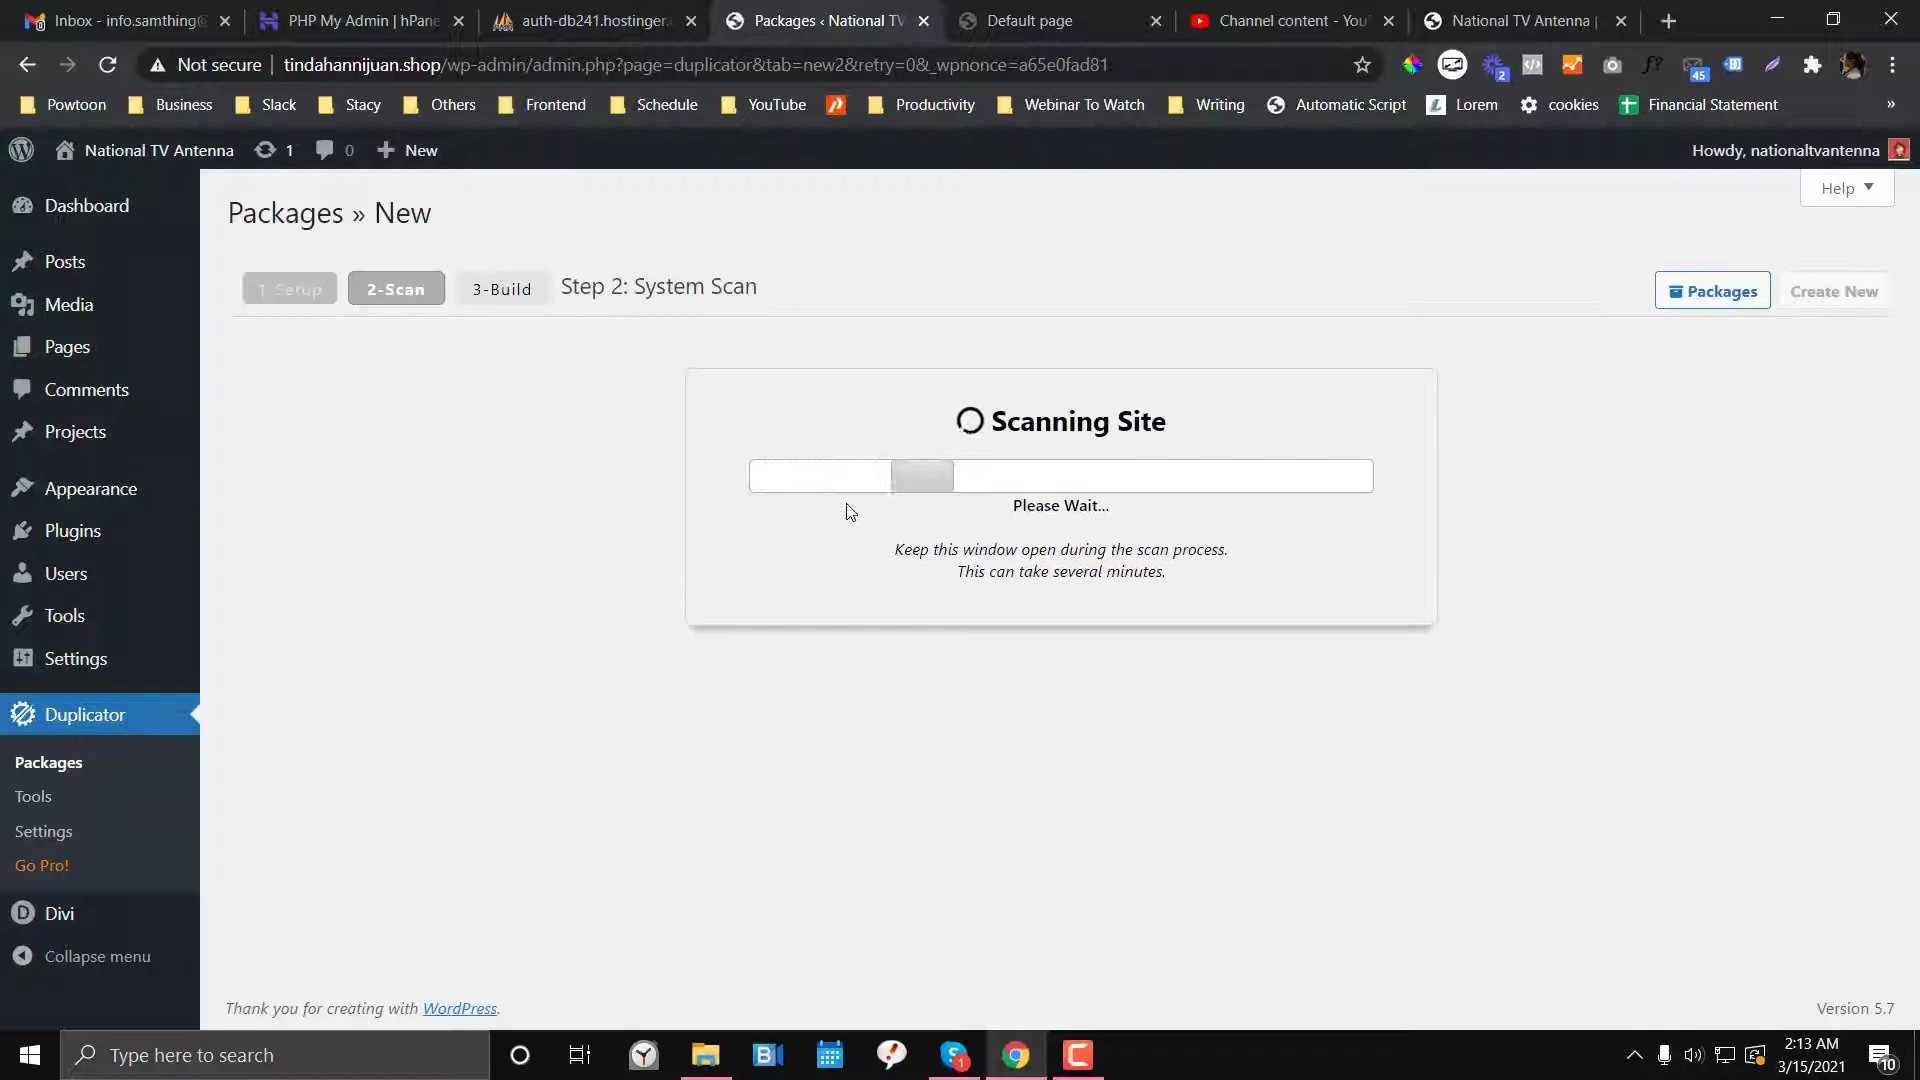 Inbox - info.samthing@
PHP My Admin | hPane
auth-db241.hostinger.
Packages ‹ National TV
Default page
Channel content - YouT
National TV Antenna |
Not secure | tindahannijuan.shop/wp-admin/admin.php?page=duplicator&tab=new2&retry=0&_wpnonce=a65e0fad81
2
45
Powtoon
Business
Slack
Stacy
Others
Frontend
Schedule
YouTube
Productivity
Webinar To Watch
Writing
Automatic Script
Lorem
cookies
Financial Statement
»
National TV Antenna
1
0
New
Howdy, nationaltvantenna
Help
Dashboard
Posts
Media
Pages
Comments
Projects
Appearance
Plugins
Users
Tools
Settings
Duplicator
Packages
Tools
Settings
Go Pro!
Divi
Collapse menu
Packages » New
1-Setup
2-Scan
3-Build
Step 2: System Scan
Packages
Create New
Scanning Site
Please Wait...
Keep this window open during the scan process.
This can take several minutes.
Thank you for creating with WordPress.
Version 5.7
Type here to search
2:13 AM
3/15/2021
10